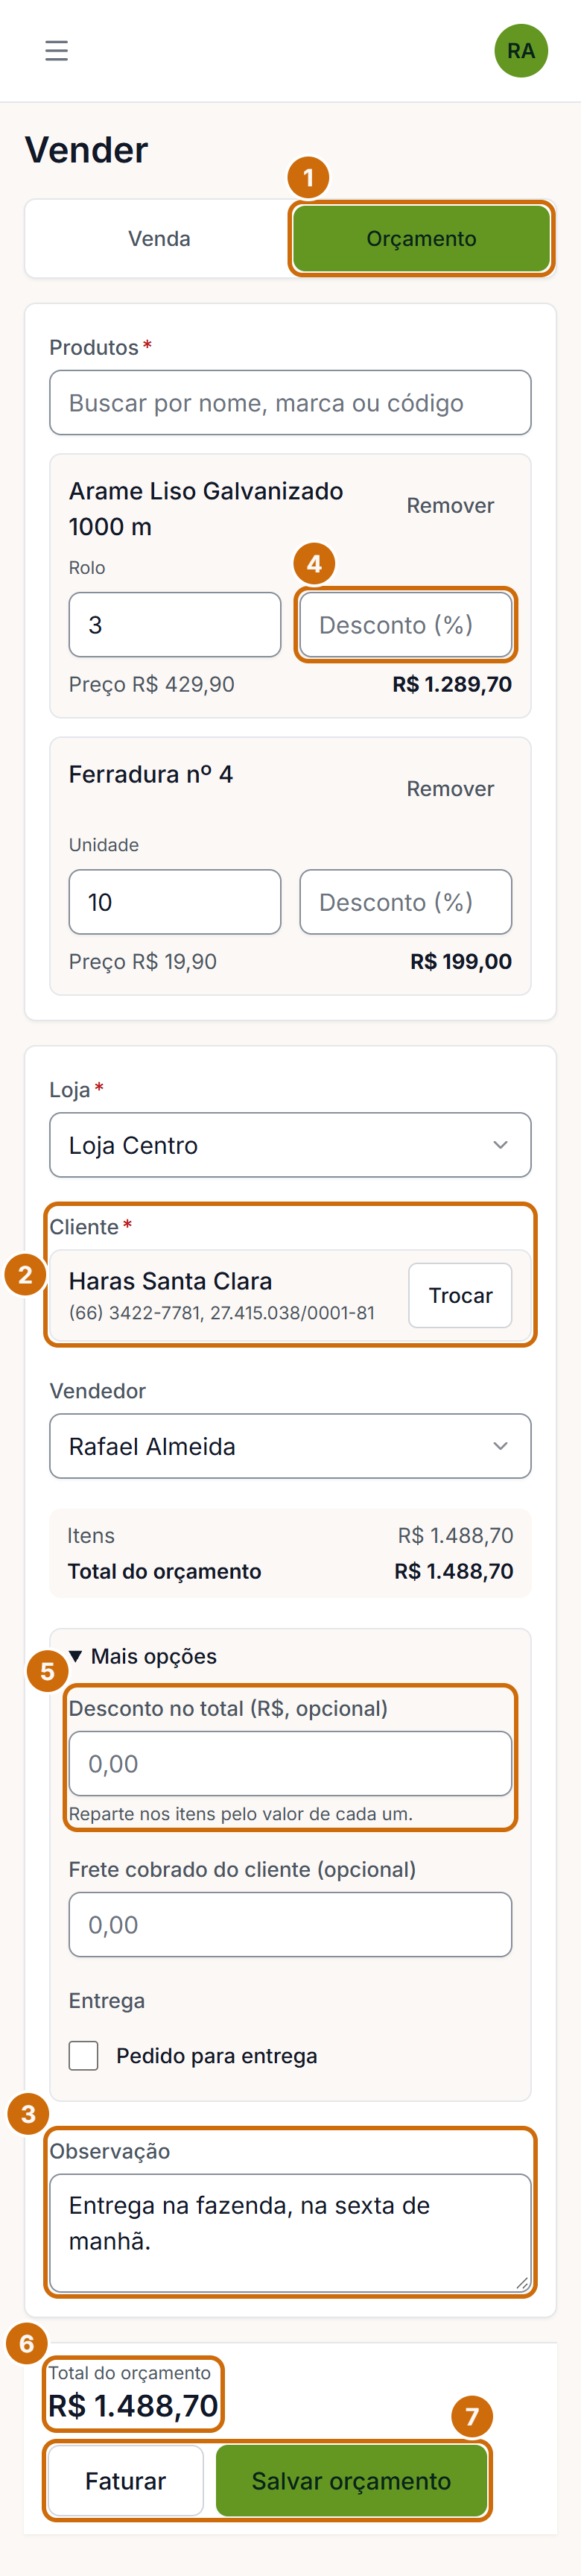 RA
Vender
1
Venda
Orçamento
Produtos*
Buscar por nome, marca ou código
Arame Liso Galvanizado
1000 m
Remover
Rolo
4
3
Desconto (%)
Preço R$ 429,90
R$ 1.289,70
Ferradura nº 4
Remover
Unidade
10
Desconto (%)
Preço R$ 19,90
R$ 199,00
Loja*
Loja Centro
Cliente*
2
Haras Santa Clara
(66) 3422-7781, 27.415.038/0001-81
Trocar
Vendedor
Rafael Almeida
Itens
R$ 1.488,70
Total do orçamento
R$ 1.488,70
5
Mais opções
Desconto no total (R$, opcional)
0,00
Reparte nos itens pelo valor de cada um.
Frete cobrado do cliente (opcional)
0,00
Entrega
Pedido para entrega
3
Observação
Entrega na fazenda, na sexta de
manhã.
6
Total do orçamento
R$ 1.488,70
7
Faturar
Salvar orçamento